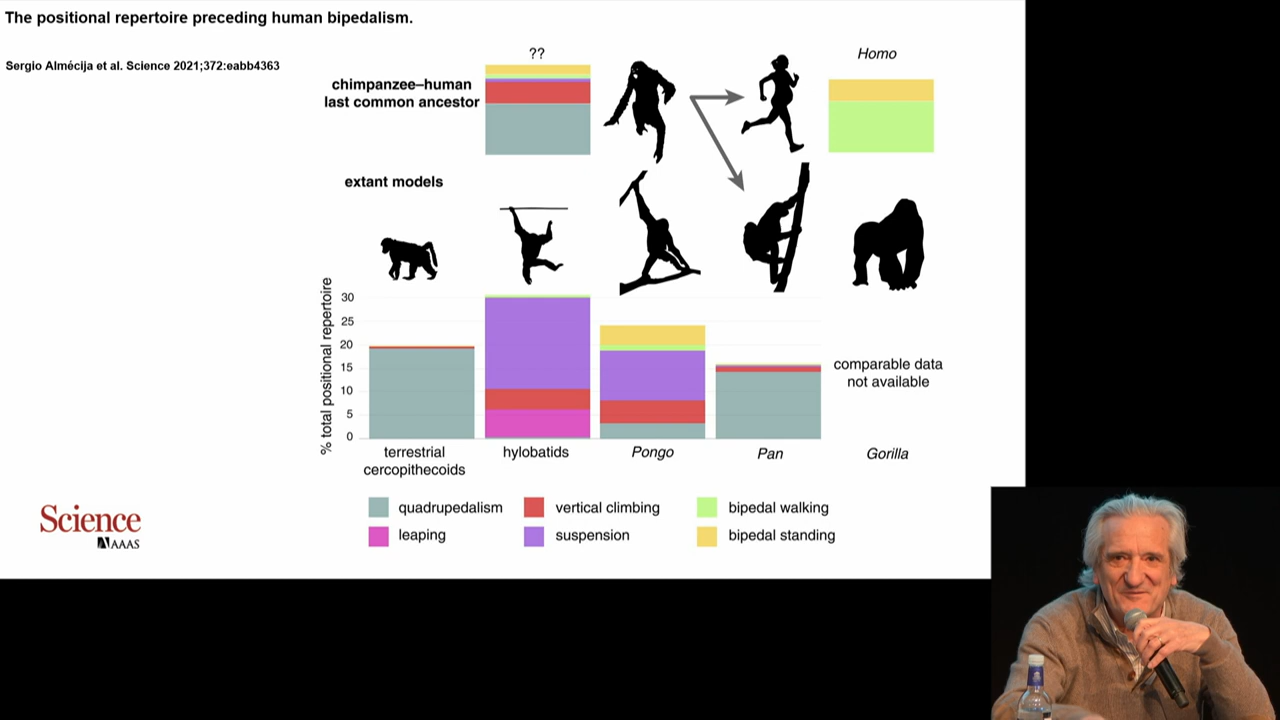 The positional repertoire preceding human bipedalism.
Sergio Almécija et al. Science 2021;372:eabb4363
??
Homo
chimpanzee–human
last common ancestor
extant models
% total positional repertoire
30
25
20
15
10
5
0
comparable data
not available
terrestrial
cercopithecoids
hylobatids
Pongo
Pan
Gorilla
quadrupedalism
vertical climbing
bipedal walking
leaping
suspension
bipedal standing
Science
AAAS